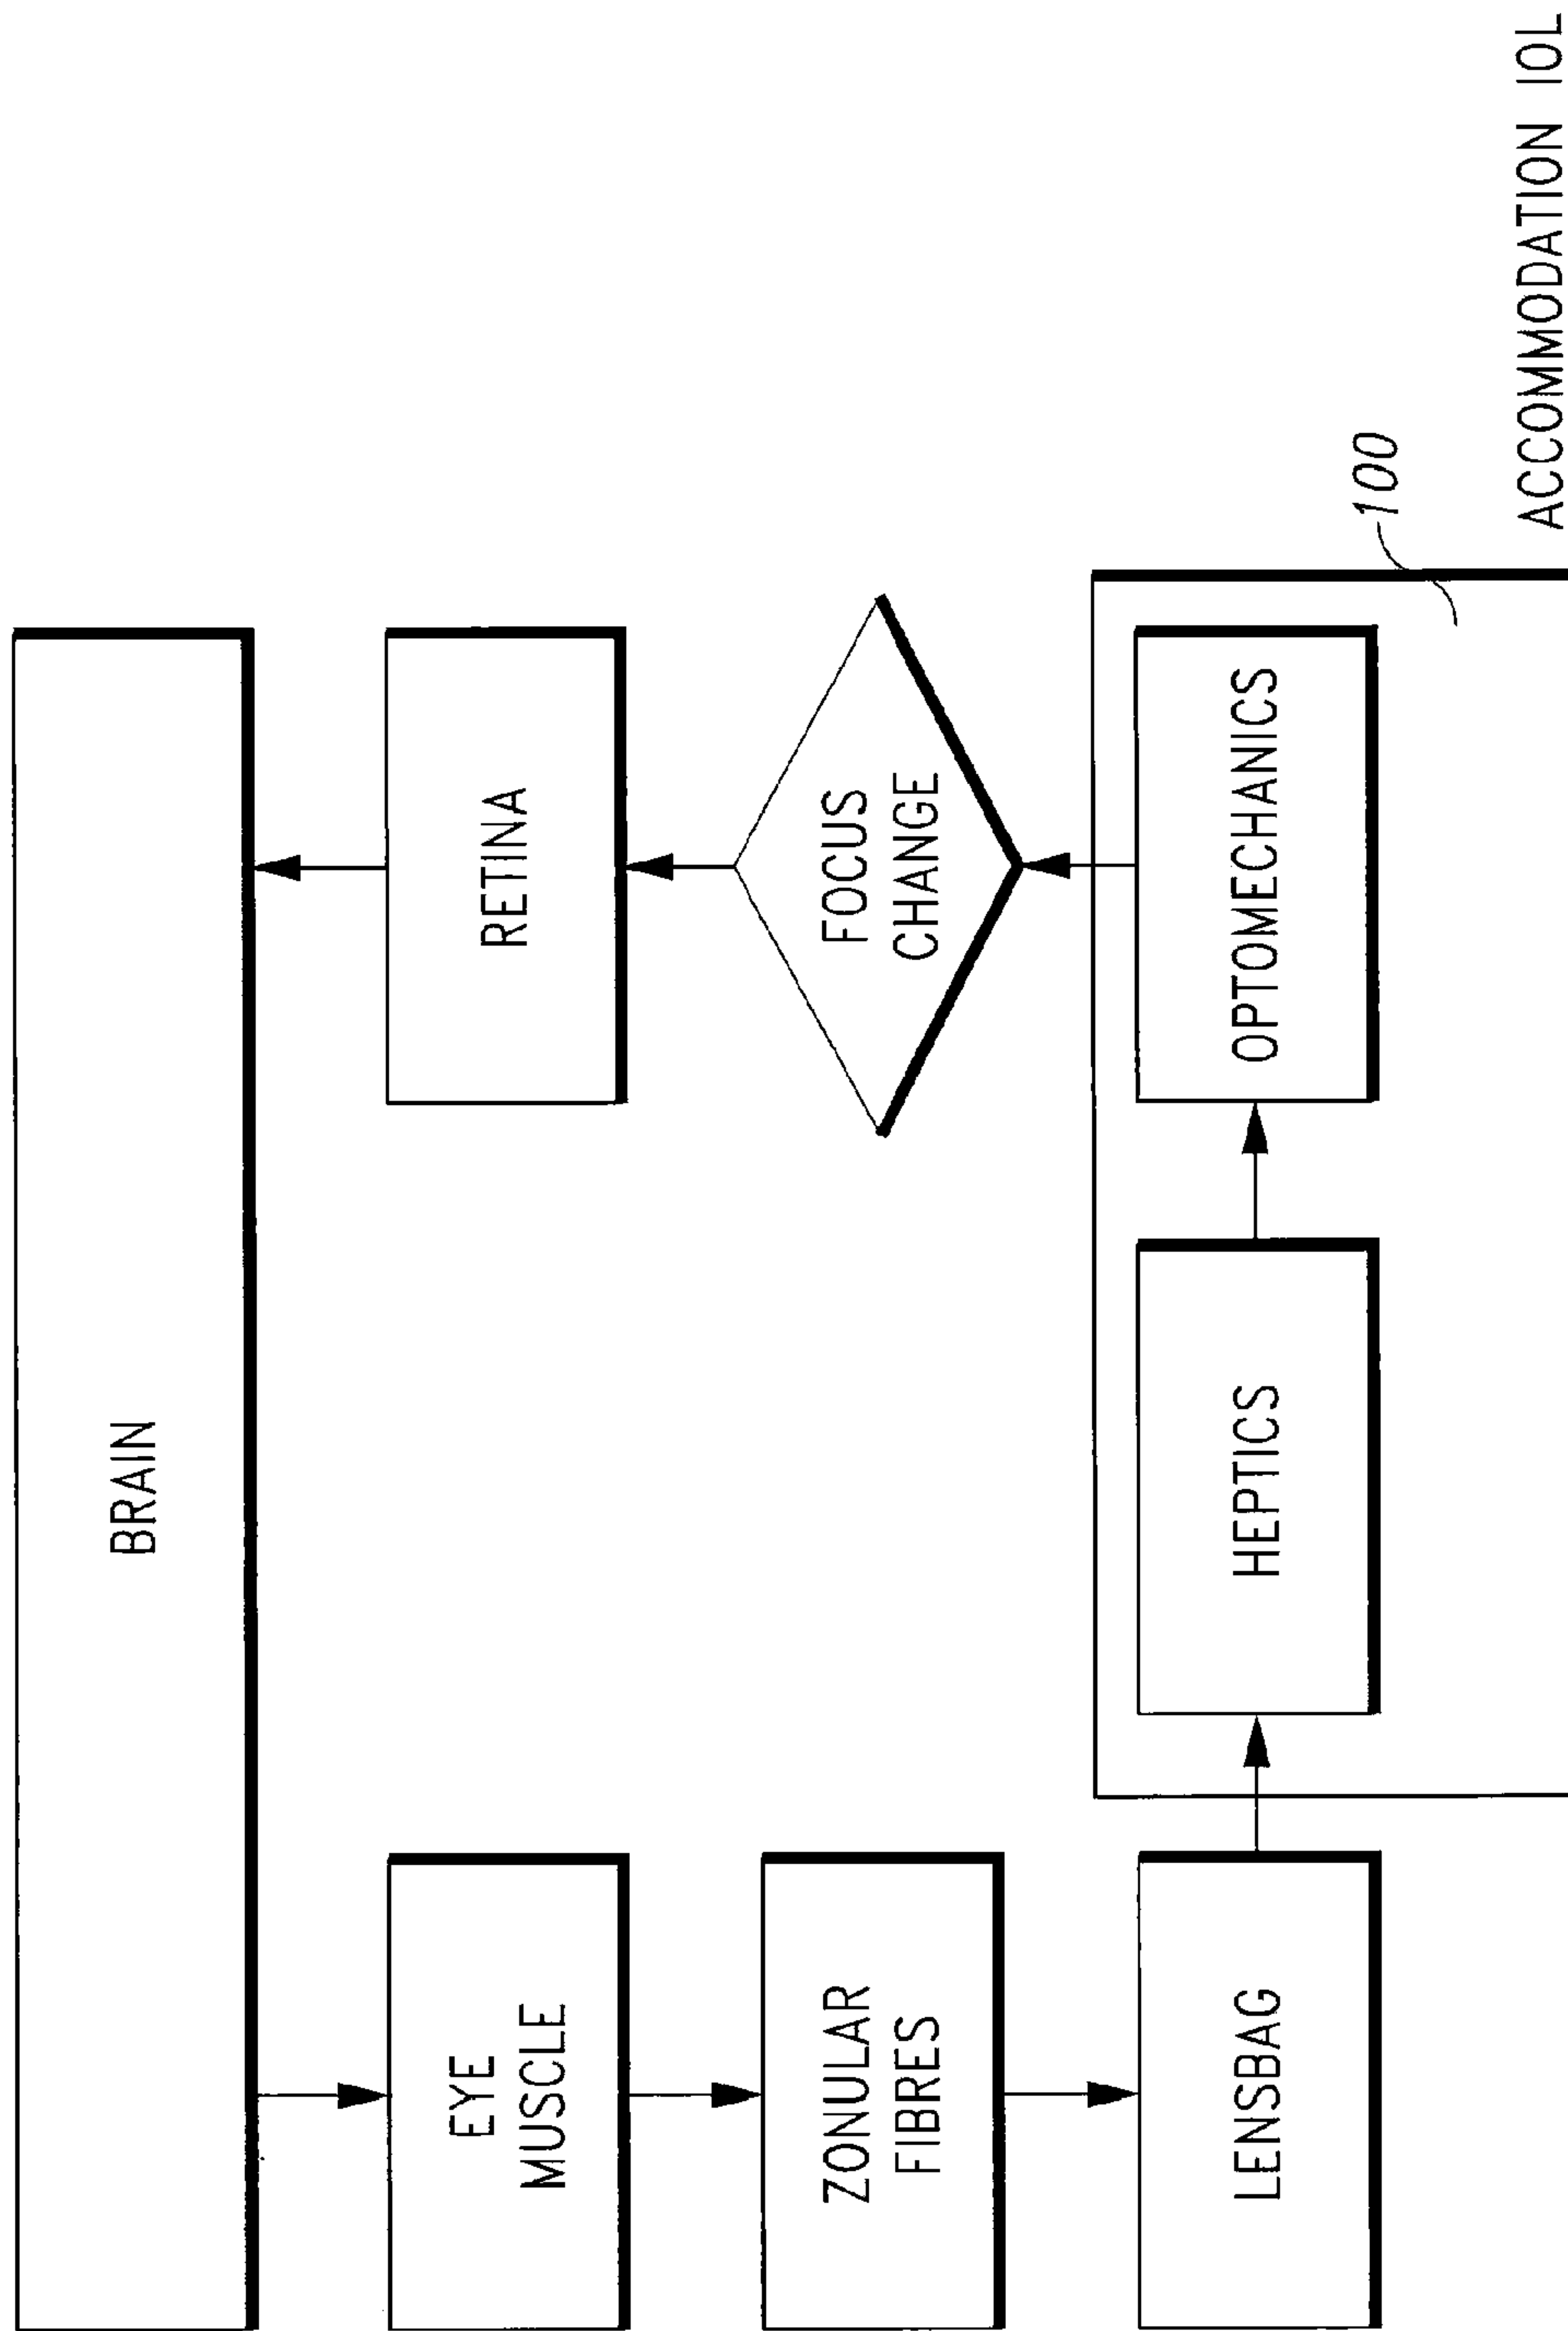 BRAIN
EYE
MUSCLE
RETINA
ZONULAR
FIBRES
FOCUS
CHANGE
LENSBAG
HEPTICS
OPTOMECHANICS
100
ACCOMMODATION IOL